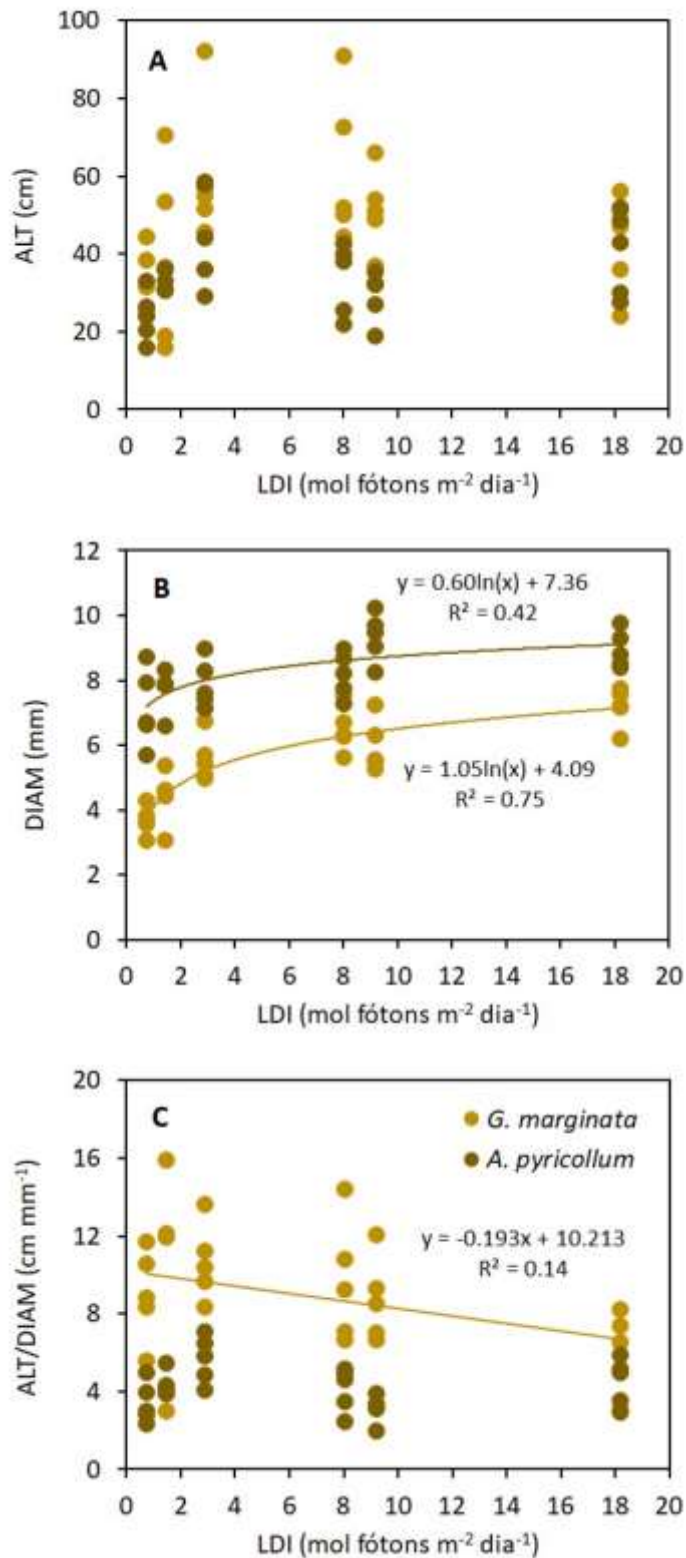 100
A
80
60
40
20
0
ALT (cm)
0 2 4 6 8 10 12 14 16 18 20
LDI (mol fótons m⁻² dia⁻¹)
12
B
y = 0.60ln(x) + 7.36
R² = 0.42
10
8
6
y = 1.05ln(x) + 4.09
R² = 0.75
4
2
0
DIAM (mm)
0 2 4 6 8 10 12 14 16 18 20
LDI (mol fótons m⁻² dia⁻¹)
20
C
G. marginata
A. pyricollum
16
12
y = -0.193x + 10.213
R² = 0.14
8
4
0
ALT/DIAM (cm mm⁻¹)
0 2 4 6 8 10 12 14 16 18 20
LDI (mol fótons m⁻² dia⁻¹)